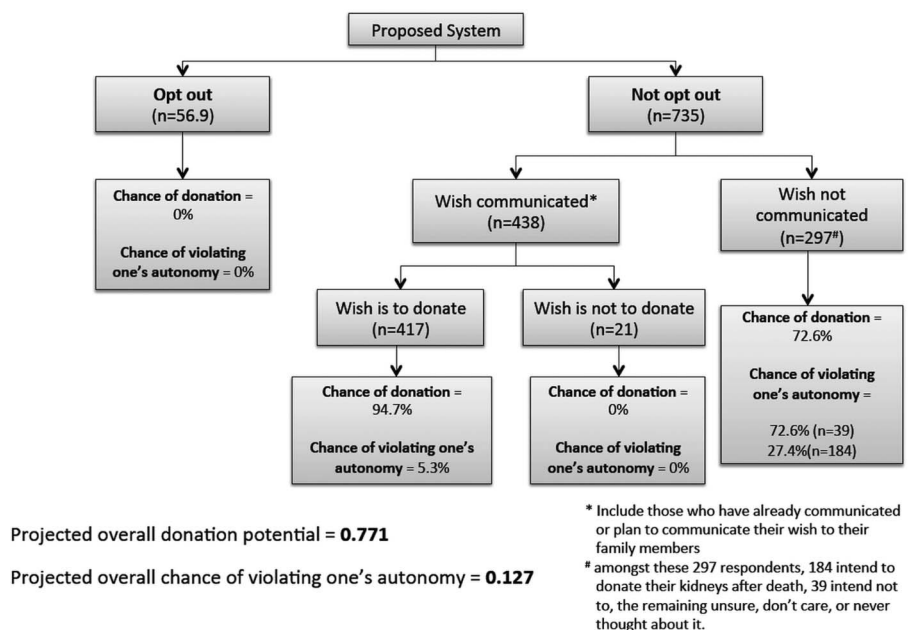 Proposed System
Opt out
(n=56.9)
Not opt out
(n=735)
Chance of donation =
0%
Chance of violating
one's autonomy = 0%
Wish communicated*
(n=438)
Wish not
communicated
(n=297#)
Wish is to donate
(n=417)
Wish is not to donate
(n=21)
Chance of donation =
94.7%
Chance of violating one's
autonomy = 5.3%
Chance of donation =
0%
Chance of violating
one's autonomy = 0%
Chance of donation =
72.6%
Chance of violating
one's autonomy =
72.6% (n=39)
27.4%(n=184)
Projected overall donation potential = 0.771
Projected overall chance of violating one's autonomy = 0.127
* Include those who have already communicated
or plan to communicate their wish to their
family members
# amongst these 297 respondents, 184 intend to
donate their kidneys after death, 39 intend not
to, the remaining unsure, don't care, or never
thought about it.